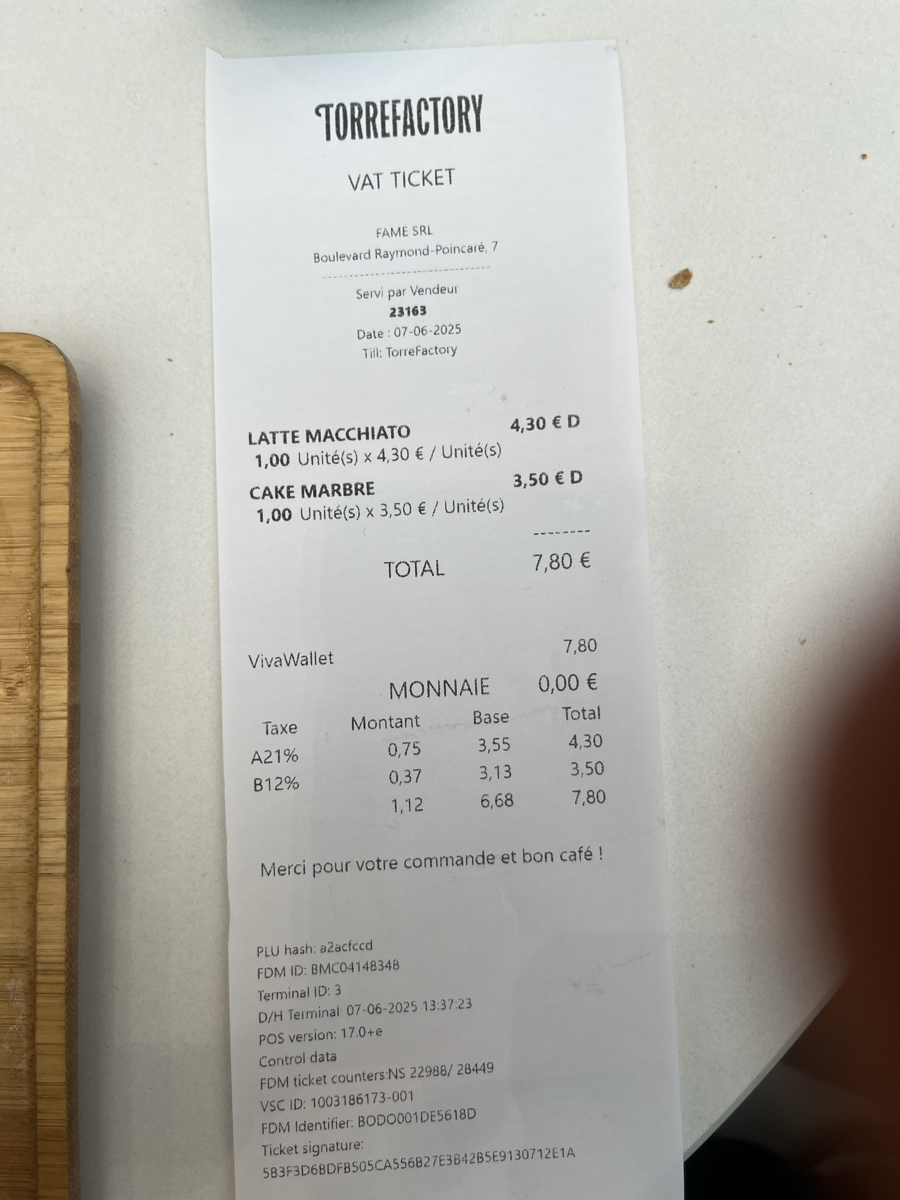 TORREFACTORY
VAT TICKET
FAME SRL
Boulevard Raymond-Poincaré, 7
--------------------------------
Servi par Vendeur
23163
Date : 07-06-2025
Till: TorreFactory
LATTE MACCHIATO 4,30 € D
1,00 Unité(s) x 4,30 € / Unité(s)
CAKE MARBRE 3,50 € D
1,00 Unité(s) x 3,50 € / Unité(s)
--------
TOTAL 7,80 €
VivaWallet 7,80
MONNAIE 0,00 €
Taxe Montant Base Total
A21% 0,75 3,55 4,30
B12% 0,37 3,13 3,50
1,12 6,68 7,80
Merci pour votre commande et bon café !
PLU hash: a2acfccd
FDM ID: BMC04148348
Terminal ID: 3
D/H Terminal: 07-06-2025 13:37:23
POS version: 17.0+e
Control data
FDM ticket counters:NS 22988/ 28449
VSC ID: 1003186173-001
FDM Identifier: BODO001DE5618D
Ticket signature:
5B3F3D6BDFB505CA556B27E3B42B5E9130712E1A